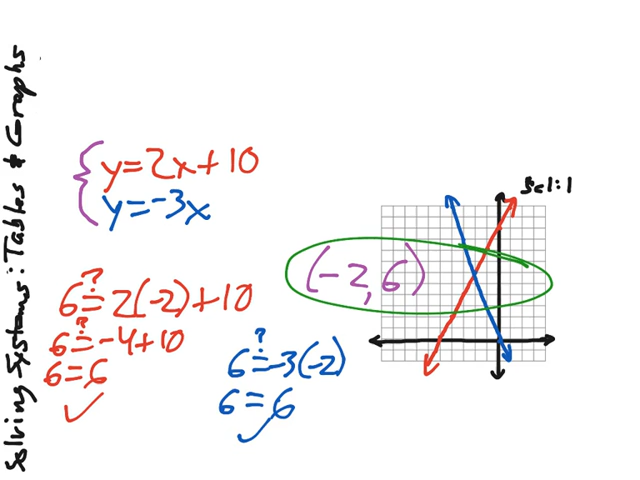 Solving Systems: Tables & Graphs
y=2x+10
y=-3x
Scl:1
(-2,6)
6≟2(-2)+10
6≟-4+10
6=6
✓
6≟-3(-2)
6=6
✓